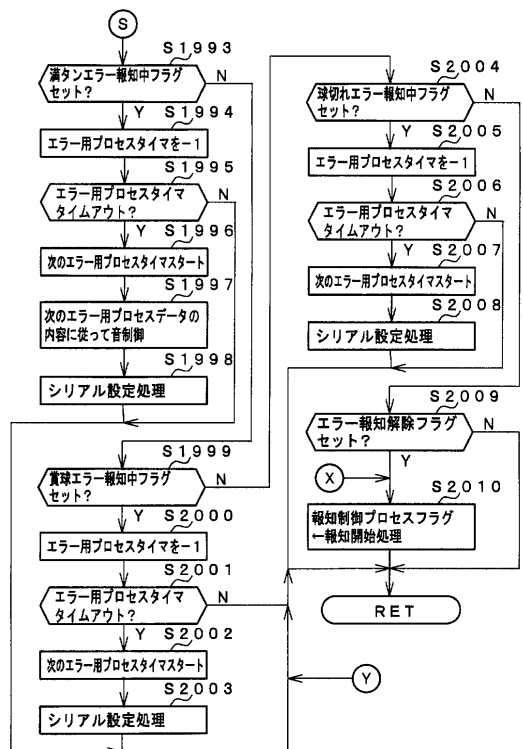 S
S1993
満タンエラー報知中フラグ
セット?
N
Y
S1994
エラー用プロセスタイマを−1
S1995
エラー用プロセスタイマ
タイムアウト?
N
Y
S1996
次のエラー用プロセスタイマスタート
S1997
次のエラー用プロセスデータの
内容に従って音制御
S1998
シリアル設定処理
S1999
賞球エラー報知中フラグ
セット?
N
Y
S2000
エラー用プロセスタイマを−1
S2001
エラー用プロセスタイマ
タイムアウト?
N
Y
S2002
次のエラー用プロセスタイマスタート
S2003
シリアル設定処理
S2004
球切れエラー報知中フラグ
セット?
N
Y
S2005
エラー用プロセスタイマを−1
S2006
エラー用プロセスタイマ
タイムアウト?
N
Y
S2007
次のエラー用プロセスタイマスタート
S2008
シリアル設定処理
S2009
エラー報知解除フラグ
セット?
N
Y
X
S2010
報知制御プロセスフラグ
←報知開始処理
RET
Y